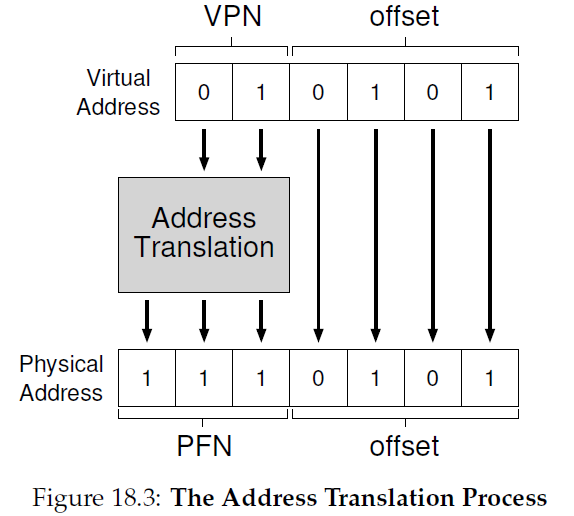 VPN offset
Virtual
Address
0 1 0 1 0 1
Address
Translation
Physical
Address
1 1 1 0 1 0 1
PFN offset
Figure 18.3: The Address Translation Process